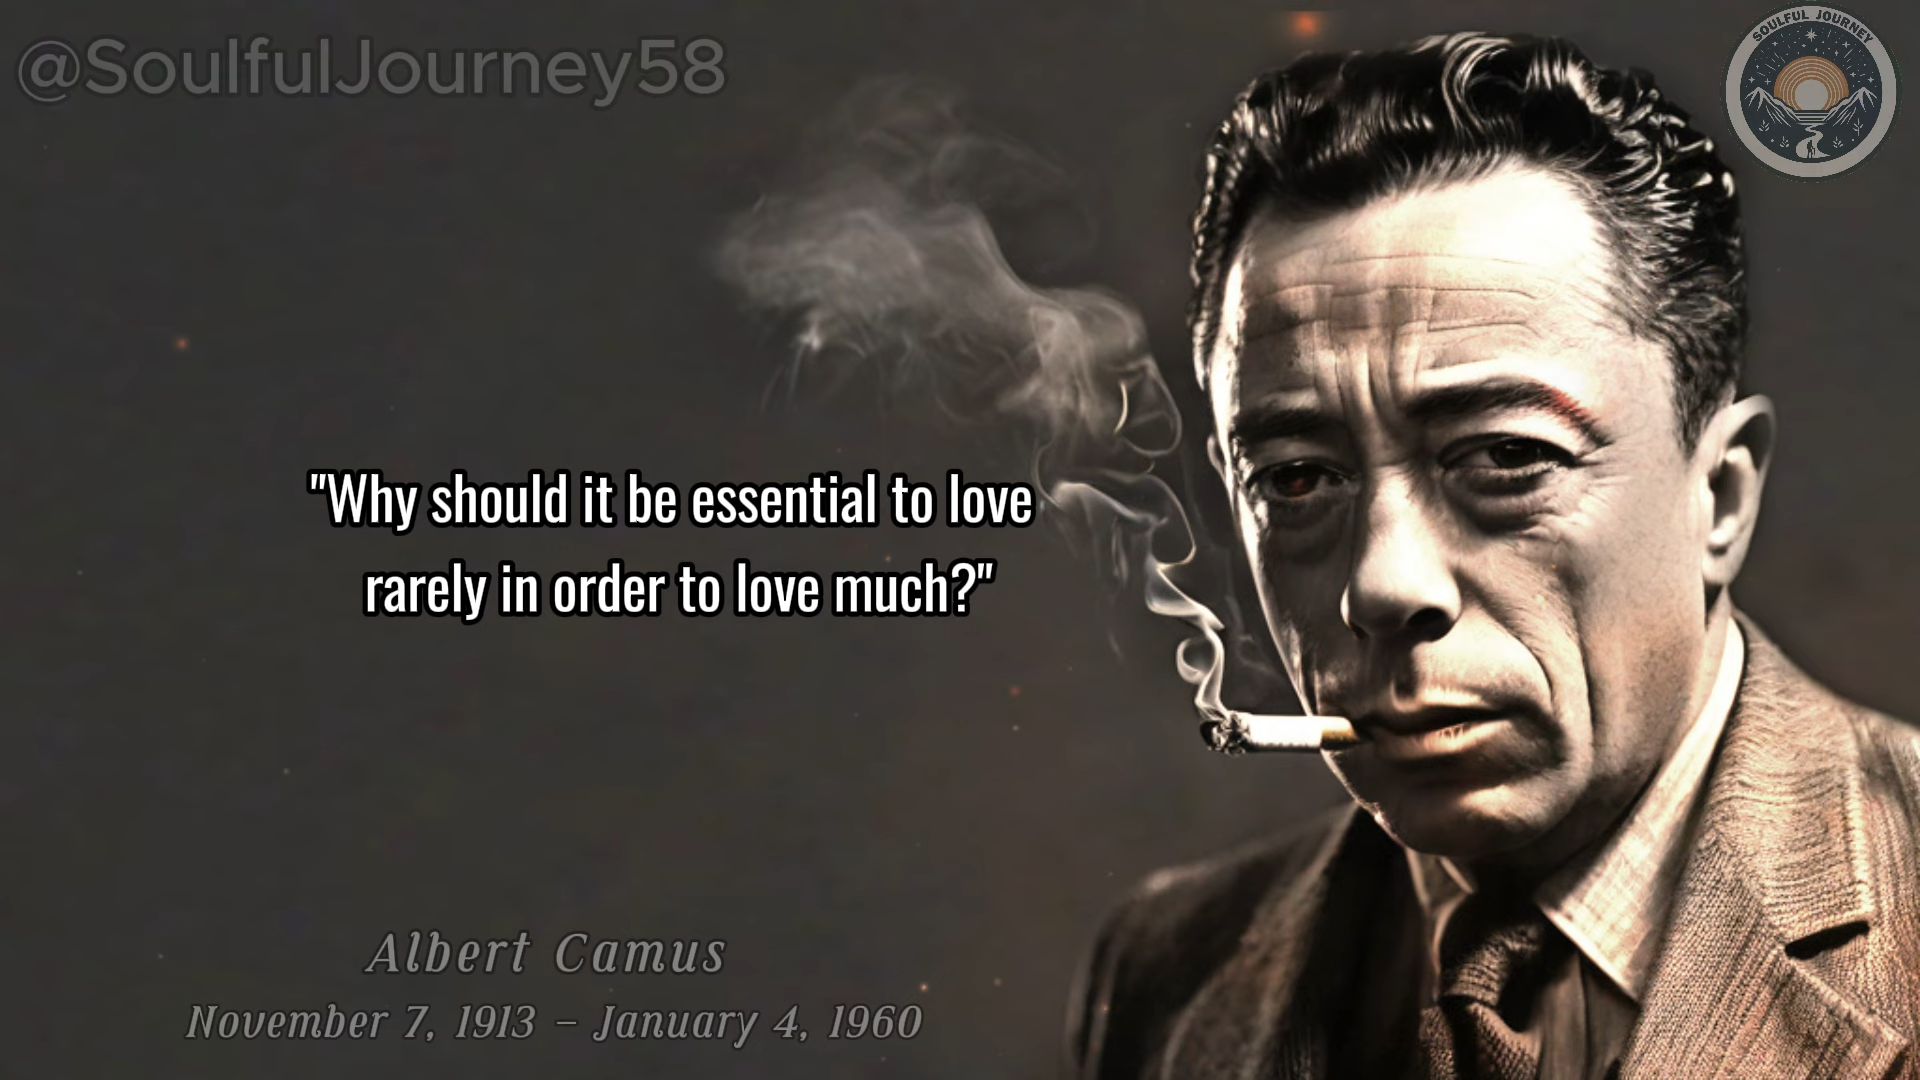 @SoulfulJourney58
SOULFUL JOURNEY
"Why should it be essential to love
rarely in order to love much?"
Albert Camus
November 7, 1913 – January 4, 1960